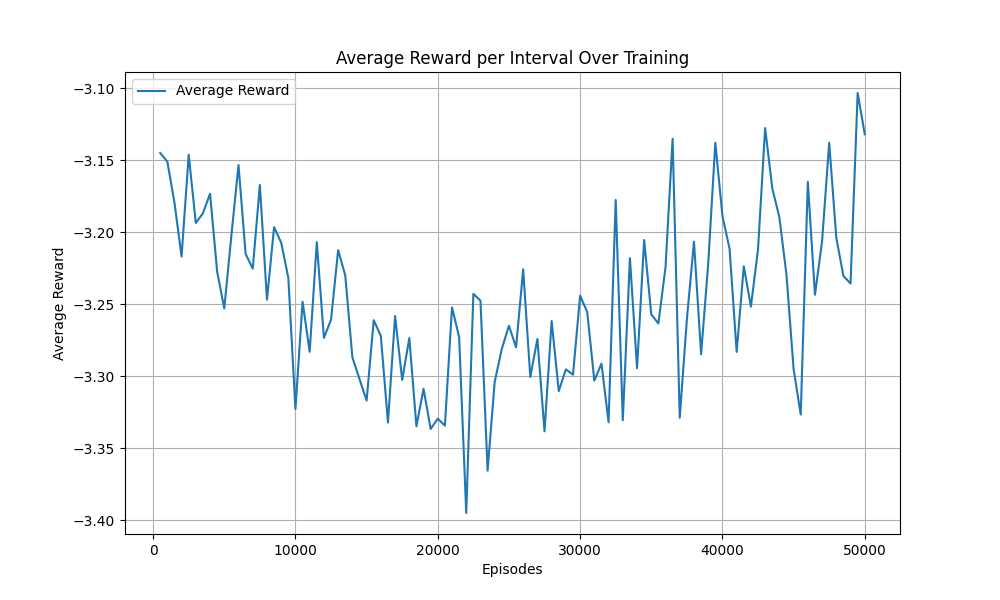 Average Reward per Interval Over Training
Average Reward
−3.10
−3.15
−3.20
−3.25
−3.30
−3.35
−3.40
Average Reward
0 10000 20000 30000 40000 50000
Episodes